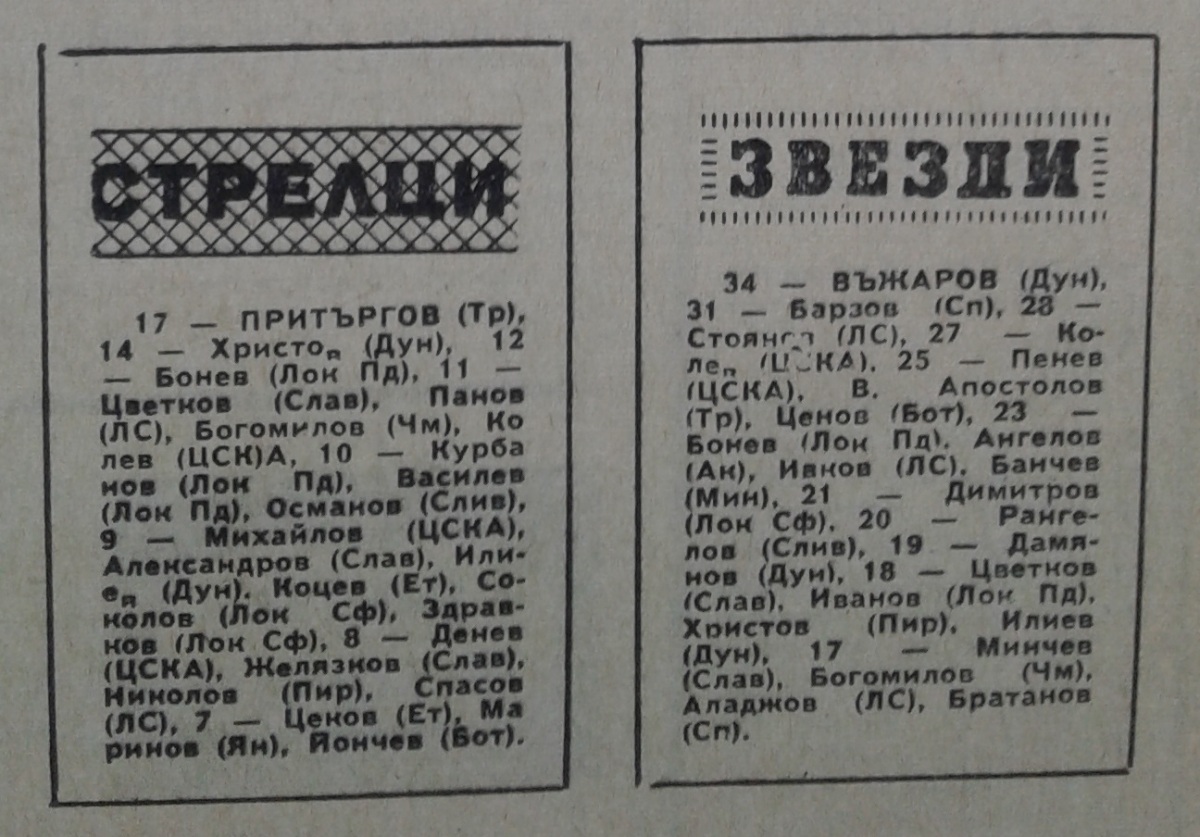 СТРЕЛЦИ
17 — ПРИТЪРГОВ (Тр),
14 — Христов (Дун), 12
— Бонев (Лок Пд), 11 —
Цветков (Слав), Панов
(ЛС), Богомилов (Чм), Ко
лев (ЦСК)А, 10 — Курба
нов (Лок Пд), Василев
(Лок Пд), Османов (Слив),
9 — Михайлов (ЦСКА),
Александров (Слав), Или-
ев (Дун), Коцев (Ет), Со-
колов (Лок Сф), Здрав-
ков (Лок Сф), 8 — Денев
(ЦСКА), Желязков (Слав),
Николов (Пир), Спасов
(ЛС), 7 — Цеков (Ет), Ма
ринов (Ян), Йончев (Бот).
ЗВЕЗДИ
34 — ВЪЖАРОВ (Дун),
31 — Барзов (Сп), 28 —
Стоянов (ЛС), 27 — Ко-
лев (ЦСКА), 25 — Пенев
(ЦСКА), В. Апостолов
(Тр), Ценов (Бот), 23 —
Бонев (Лок Пд), Ангелов
(Ак), Ивков (ЛС), Банчев
(Мин), 21 — Димитров
(Лок Сф), 20 — Ранге-
лов (Слив), 19 — Дамя-
нов (Дун), 18 — Цветков
(Слав), Иванов (Лок Пд),
Христов (Пир), Илиев
(Дун), 17 — Минчев
(Слав), Богомилов (Чм),
Аладжов (ЛС), Братанов
(Сп).